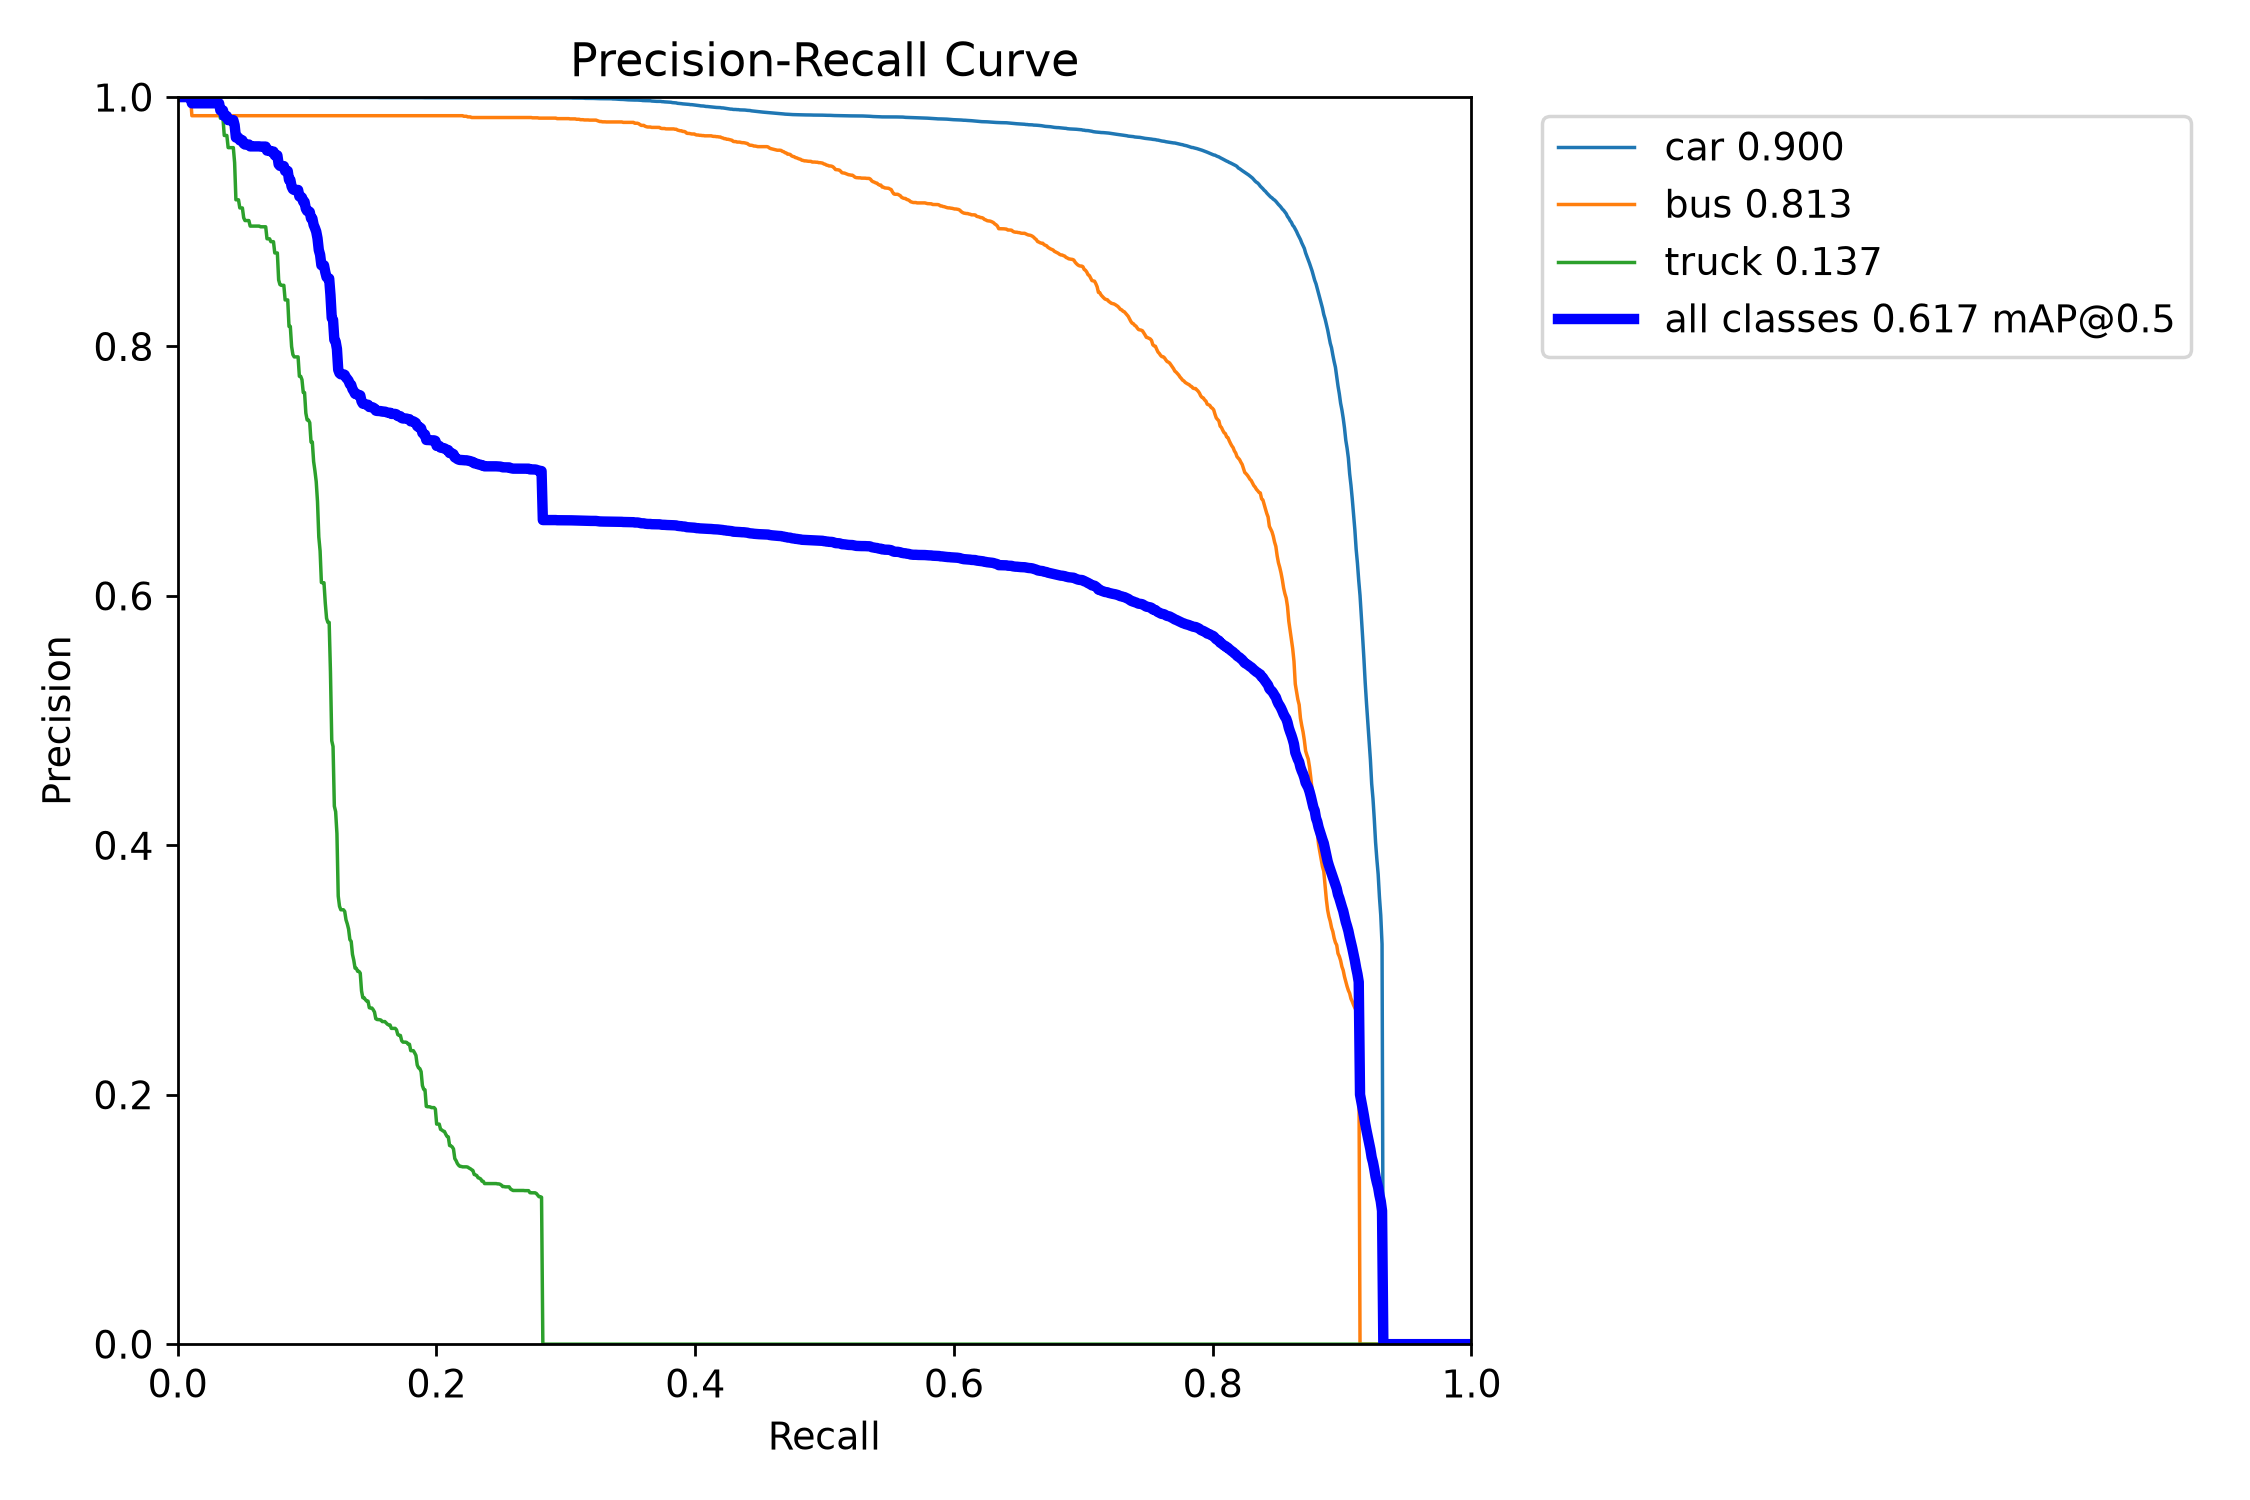 Precision-Recall Curve
1.0
0.8
0.6
0.4
0.2
0.0
Precision
0.0 0.2 0.4 0.6 0.8 1.0
Recall
car 0.900
bus 0.813
truck 0.137
all classes 0.617 mAP@0.5